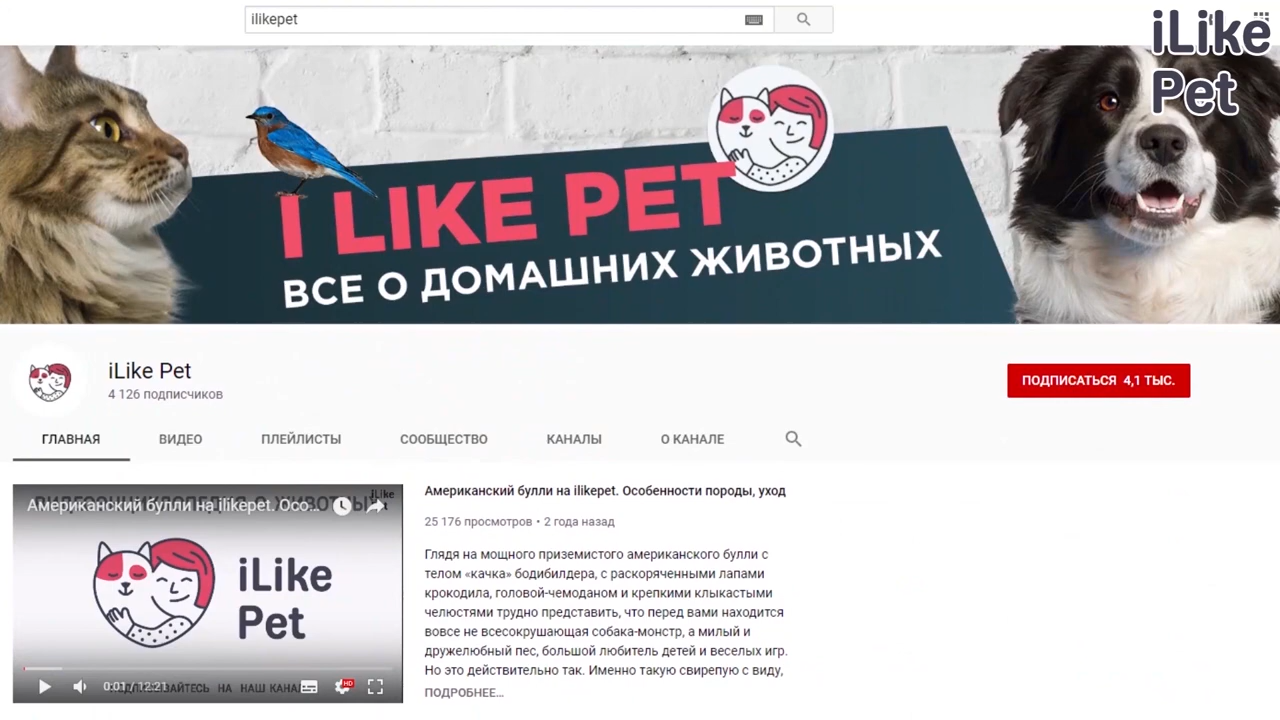 ilikepet
iLike
Pet
I LIKE PET
ВСЕ О ДОМАШНИХ ЖИВОТНЫХ
iLike Pet
4 126 подписчиков
ПОДПИСАТЬСЯ 4,1 ТЫС.
ГЛАВНАЯ ВИДЕО ПЛЕЙЛИСТЫ СООБЩЕСТВО КАНАЛЫ О КАНАЛЕ
Американский булли на ilikepet. Осо...
iLike
Pet
0:01 / 12:21
HD
Американский булли на ilikepet. Особенности породы, уход
25 176 просмотров • 2 года назад
Глядя на мощного приземистого американского булли с
телом «качка» бодибилдера, с раскоряченными лапами
крокодила, головой-чемоданом и крепкими клыкастыми
челюстями трудно представить, что перед вами находится
вовсе не всесокрушающая собака-монстр, а милый и
дружелюбный пес, большой любитель детей и веселых игр.
Но это действительно так. Именно такую свирепую с виду,
ПОДРОБНЕЕ...